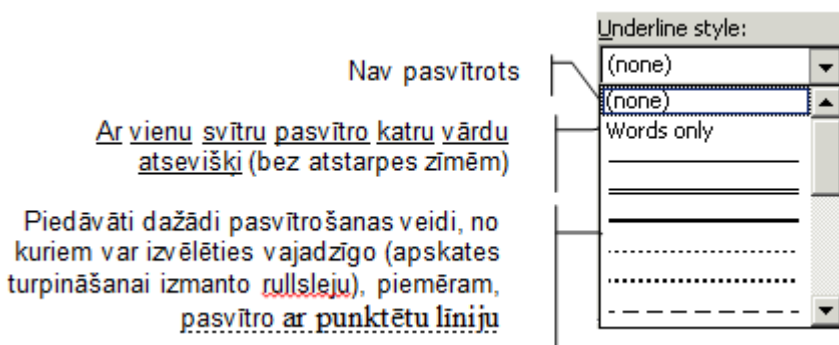 Underline style:
(none)
(none)
Words only
Nav pasvītrots
Ar vienu svītru pasvītro katru vārdu
atsevišķi (bez atstarpes zīmēm)
Piedāvāti dažādi pasvītrošanas veidi, no
kuriem var izvēlēties vajadzīgo (apskates
turpināšanai izmanto rullsleju), piemēram,
pasvītro ar punktētu līniju